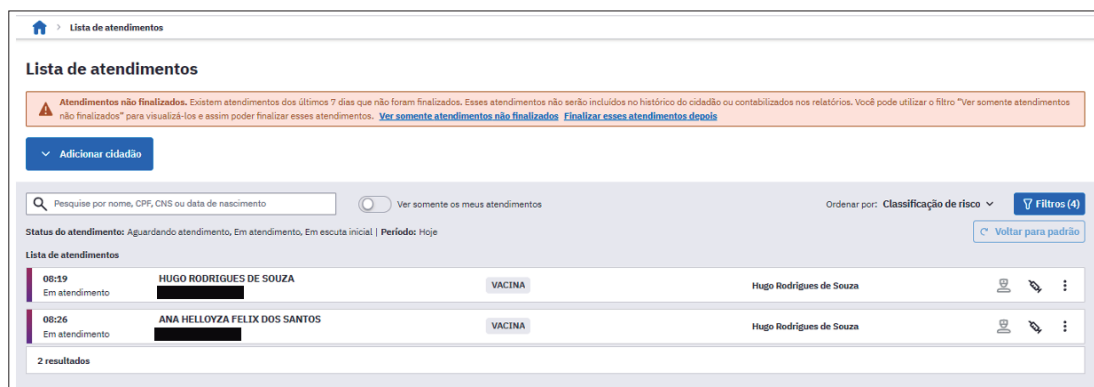 Lista de atendimentos
Lista de atendimentos
Atendimentos não finalizados. Existem atendimentos dos últimos 7 dias que não foram finalizados. Esses atendimentos não serão incluídos no histórico do cidadão ou contabilizados nos relatórios. Você pode utilizar o filtro "Ver somente atendimentos
não finalizados" para visualizá-los e assim poder finalizar esses atendimentos. Ver somente atendimentos não finalizados Finalizar esses atendimentos depois
Adicionar cidadão
Pesquise por nome, CPF, CNS ou data de nascimento Ver somente os meus atendimentos Ordenar por: Classificação de risco Filtros (4)
Status do atendimento: Aguardando atendimento, Em atendimento, Em escuta inicial | Período: Hoje Voltar para padrão
Lista de atendimentos
08:19 HUGO RODRIGUES DE SOUZA VACINA Hugo Rodrigues de Souza
Em atendimento
08:26 ANA HELLOYZA FELIX DOS SANTOS VACINA Hugo Rodrigues de Souza
Em atendimento
2 resultados